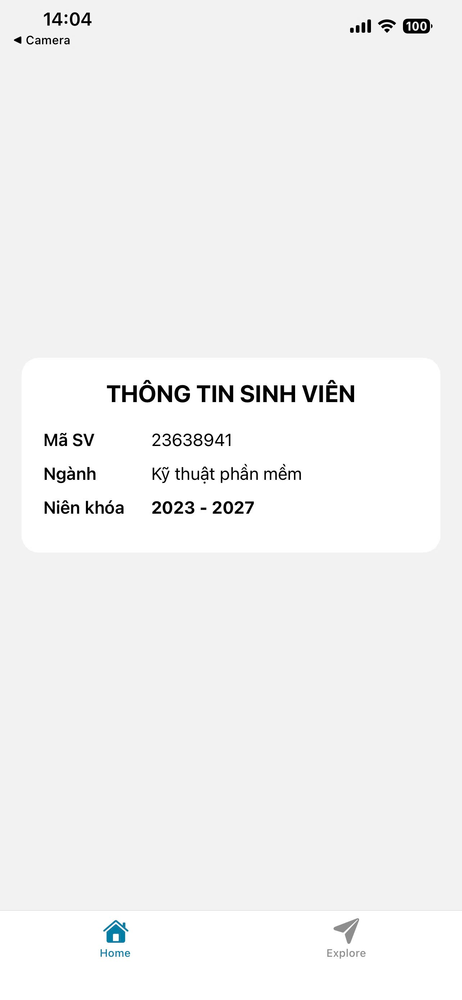 14:04
100
◀ Camera
THÔNG TIN SINH VIÊN
Mã SV 23638941
Ngành Kỹ thuật phần mềm
Niên khóa 2023 - 2027
Home Explore